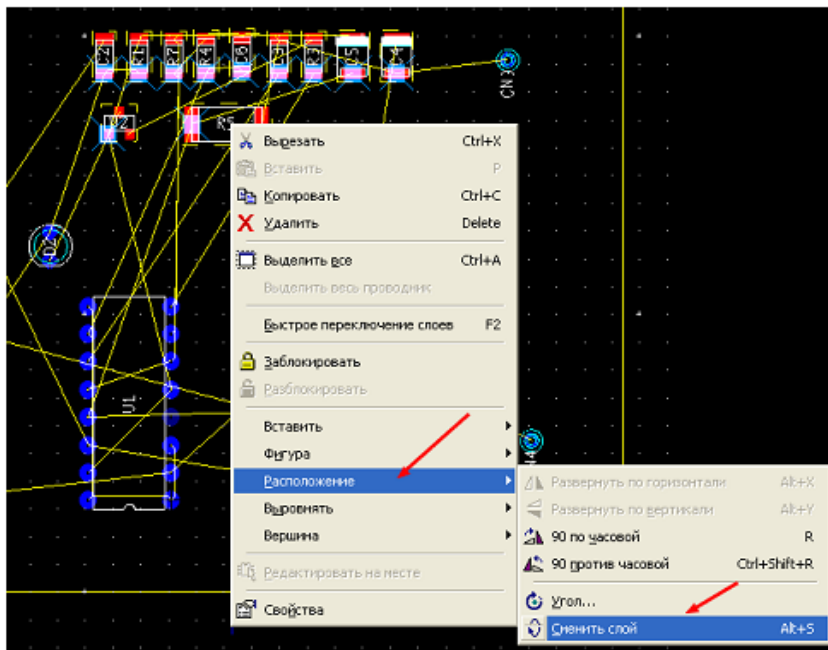 C2 R1 R7 R4 C6 C9 R3 C5 C4
R2 R5
D2
U1
Вырезать Ctrl+X
Вставить P
Копировать Ctrl+C
Удалить Delete
Выделить все Ctrl+A
Выделить весь проводник
Быстрое переключение слоев F2
Заблокировать
Разблокировать
Вставить
Фигура
Расположение
Выровнять
Вершина
Редактировать на месте
Свойства
Развернуть по горизонтали Alt+X
Развернуть по вертикали Alt+Y
90 по часовой R
90 против часовой Ctrl+Shift+R
Угол...
Сменить слой Alt+S